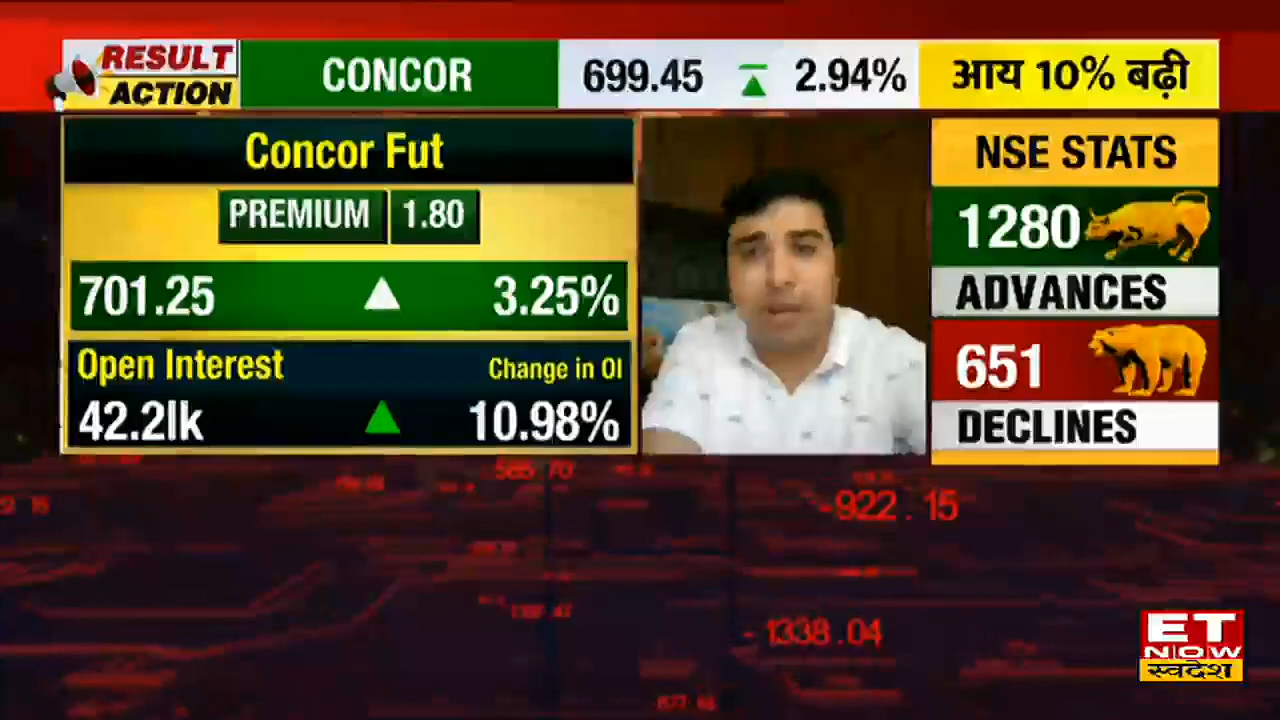 RESULT
ACTION
CONCOR
699.45
2.94%
आय 10% बढ़ी
Concor Fut
PREMIUM 1.80
701.25 3.25%
Open Interest Change in OI
42.2lk 10.98%
NSE STATS
1280
ADVANCES
651
DECLINES
-922.15
-1338.04
ET
NOW
स्वदेश